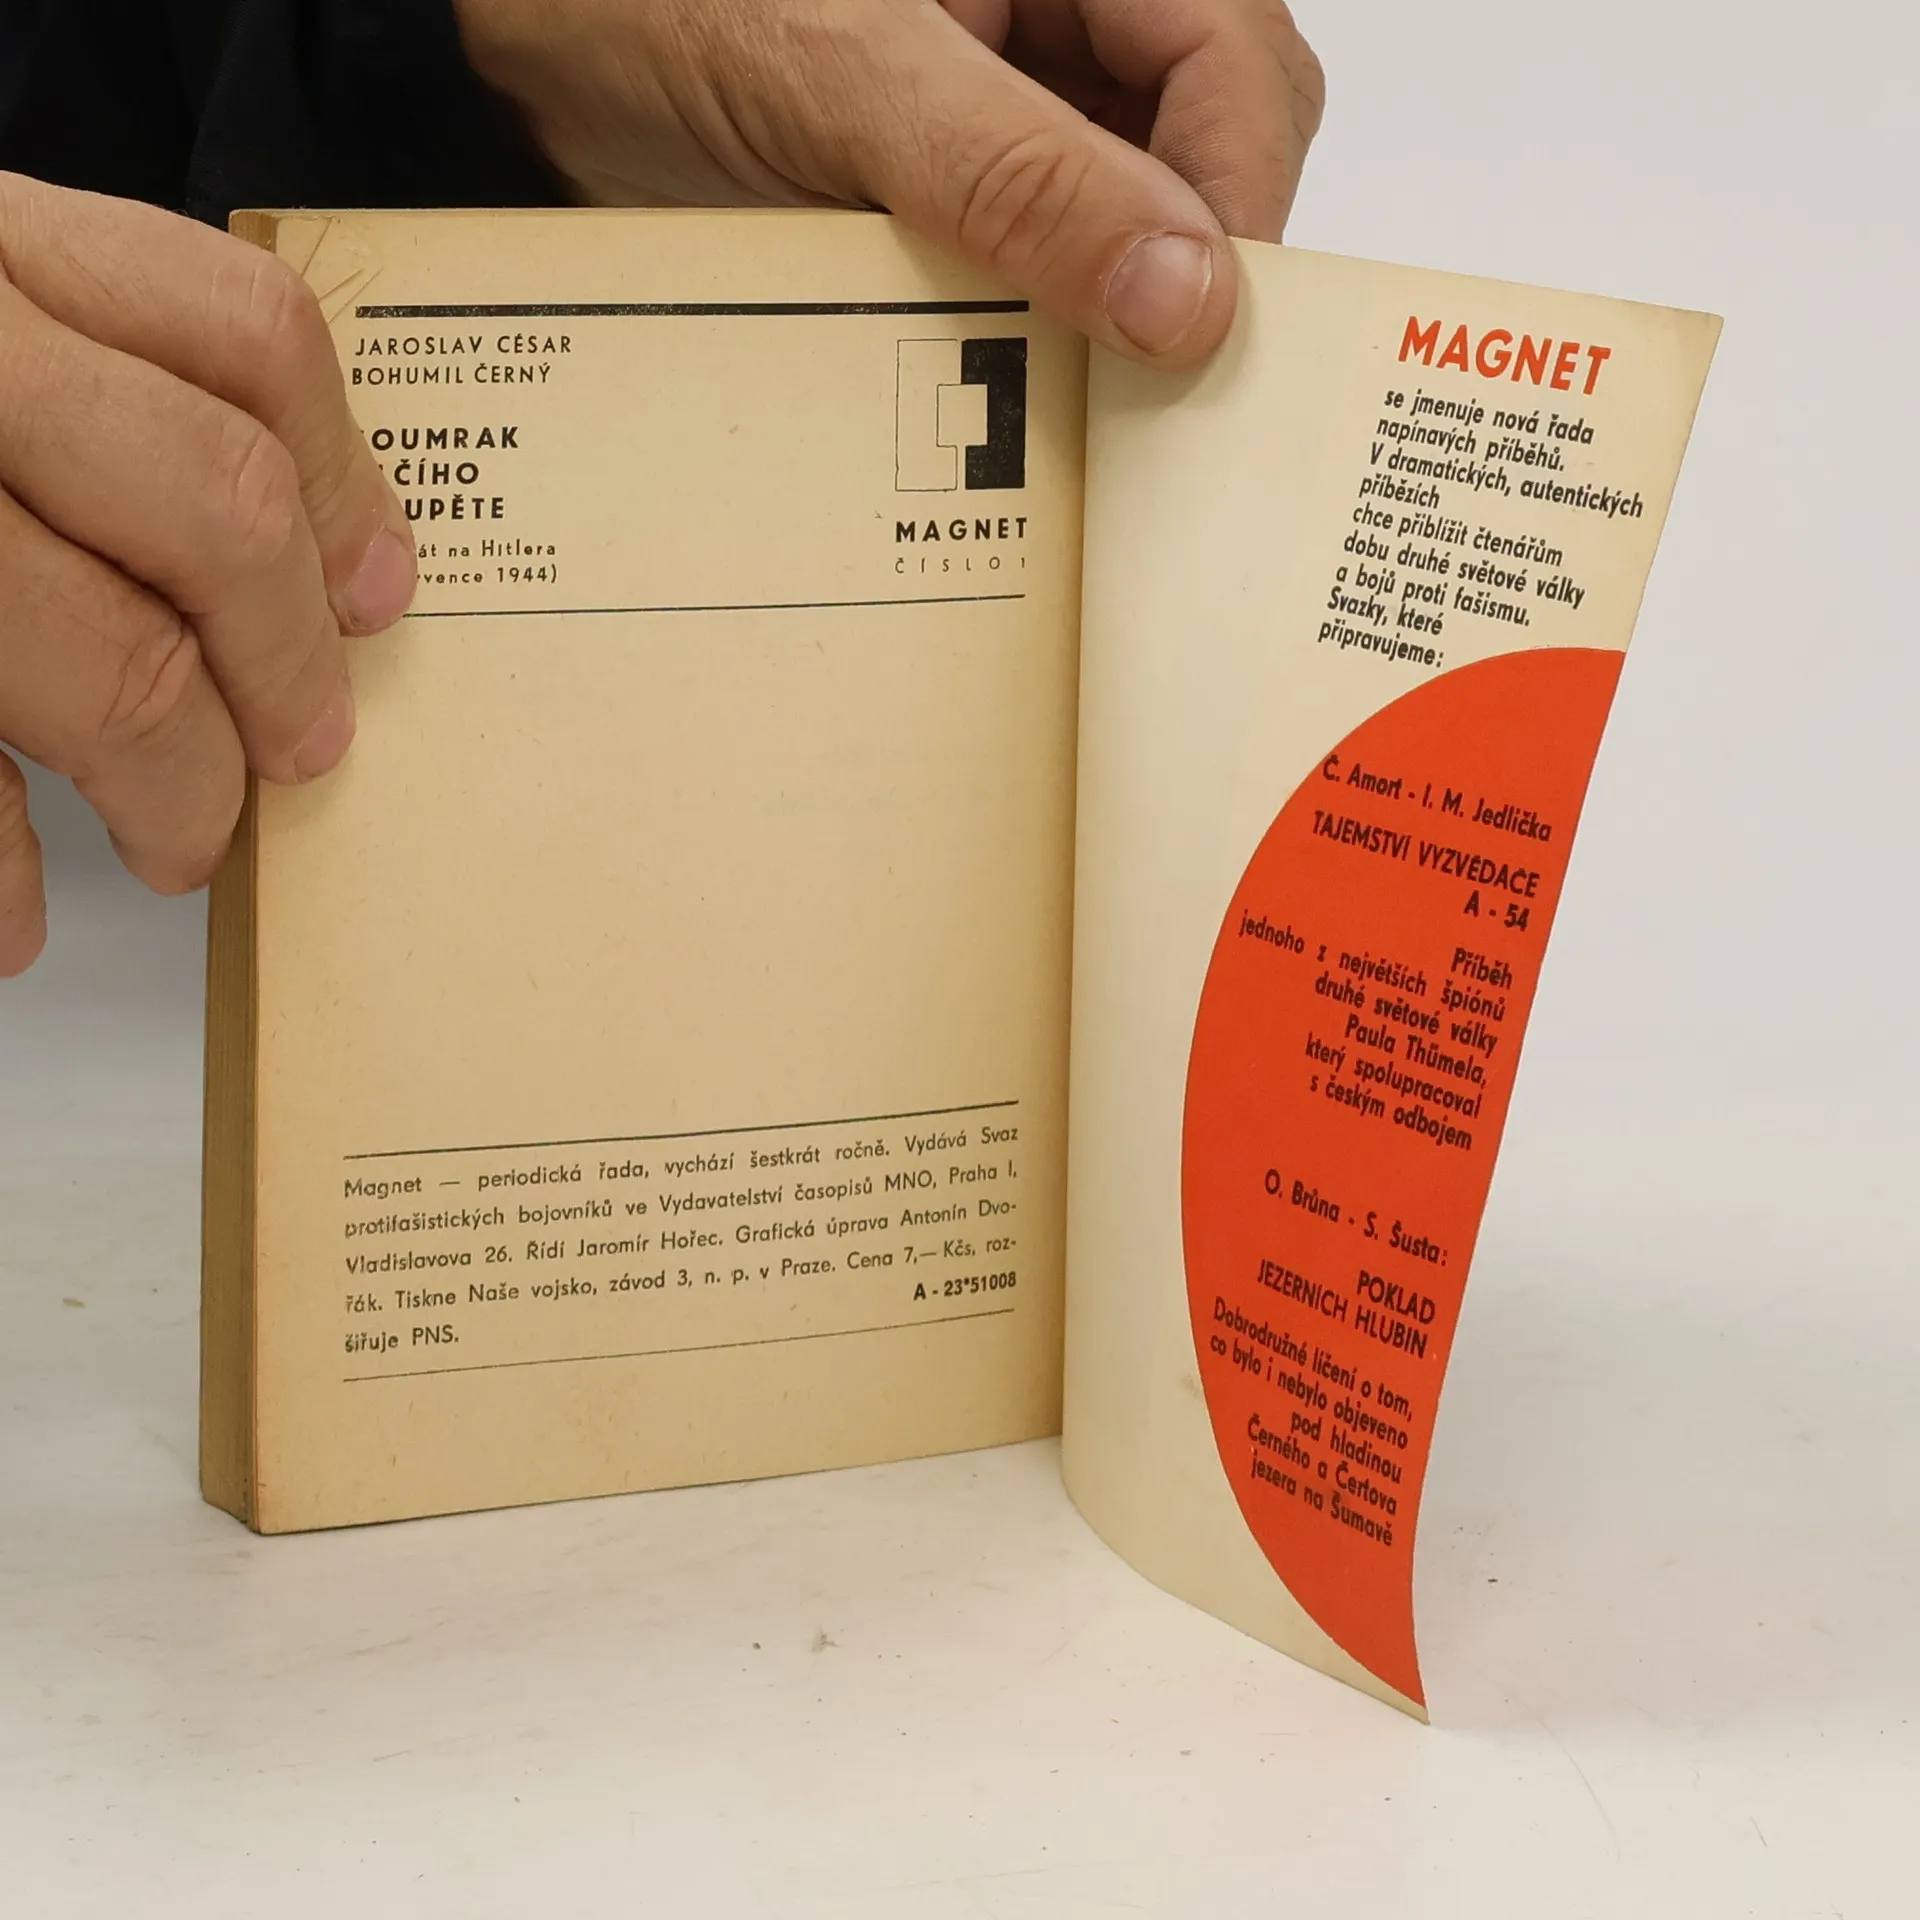 JAROSLAV CÉSAR
BOHUMIL ČERNÝ
OUMRAK
ČÍHO
UPĚTE
át na Hitlera
vence 1944)
MAGNET
ČÍSLO 1
Magnet — periodická řada, vychází šestkrát ročně. Vydává Svaz
protifašistických bojovníků ve Vydavatelství časopisů MNO, Praha I,
Vladislavova 26. Řídí Jaromír Hořec. Grafická úprava Antonín Dvo-
řák. Tiskne Naše vojsko, závod 3, n. p. v Praze. Cena 7,— Kčs, roz-
šiřuje PNS.
A - 23*51008
MAGNET
se jmenuje nová řada
napínavých příběhů.
V dramatických, autentických
příbězích
chce přiblížit čtenářům
dobu druhé světové války
a bojů proti fašismu.
Svazky, které
připravujeme:
Č. Amort - I. M. Jedlička
TAJEMSTVÍ VYZVĚDAČE
A - 54
Příběh
jednoho z největších špiónů
druhé světové války
Paula Thümela,
který spolupracoval
s českým odbojem
O. Brůna - S. Šusta:
POKLAD
JEZERNICH HLUBIN
Dobrodružné líčení o tom,
co bylo i nebylo objeveno
pod hladinou
Černého a Čertova
jezera na Šumavě